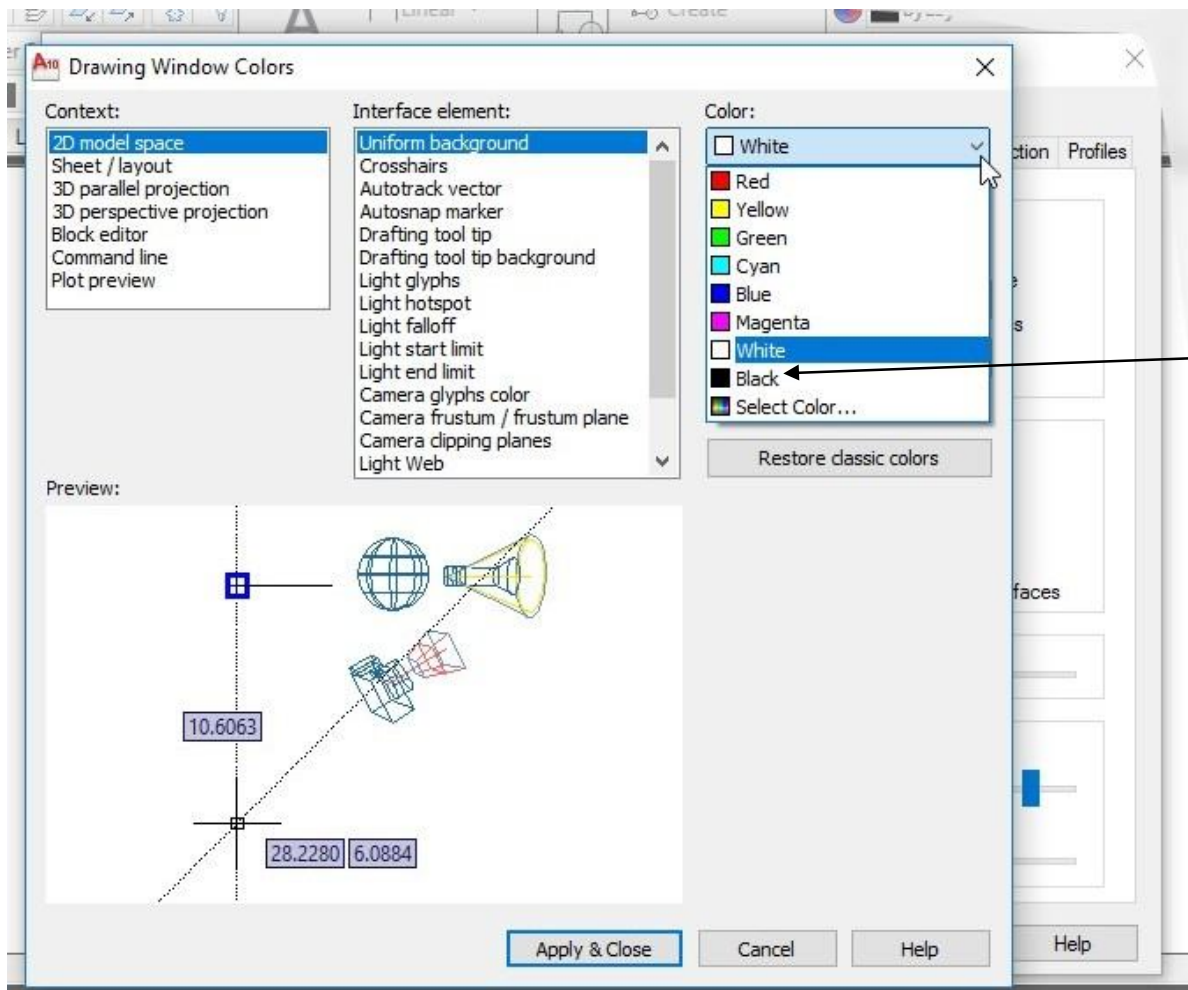 Linear
Create
A10 Drawing Window Colors
Context:
2D model space
Sheet / layout
3D parallel projection
3D perspective projection
Block editor
Command line
Plot preview
Interface element:
Uniform background
Crosshairs
Autotrack vector
Autosnap marker
Drafting tool tip
Drafting tool tip background
Light glyphs
Light hotspot
Light falloff
Light start limit
Light end limit
Camera glyphs color
Camera frustum / frustum plane
Camera clipping planes
Light Web
Color:
White
Red
Yellow
Green
Cyan
Blue
Magenta
White
Black
Select Color...
Restore classic colors
Preview:
10.6063
28.2280 6.0884
Apply & Close
Cancel
Help
ction Profiles
faces
Help